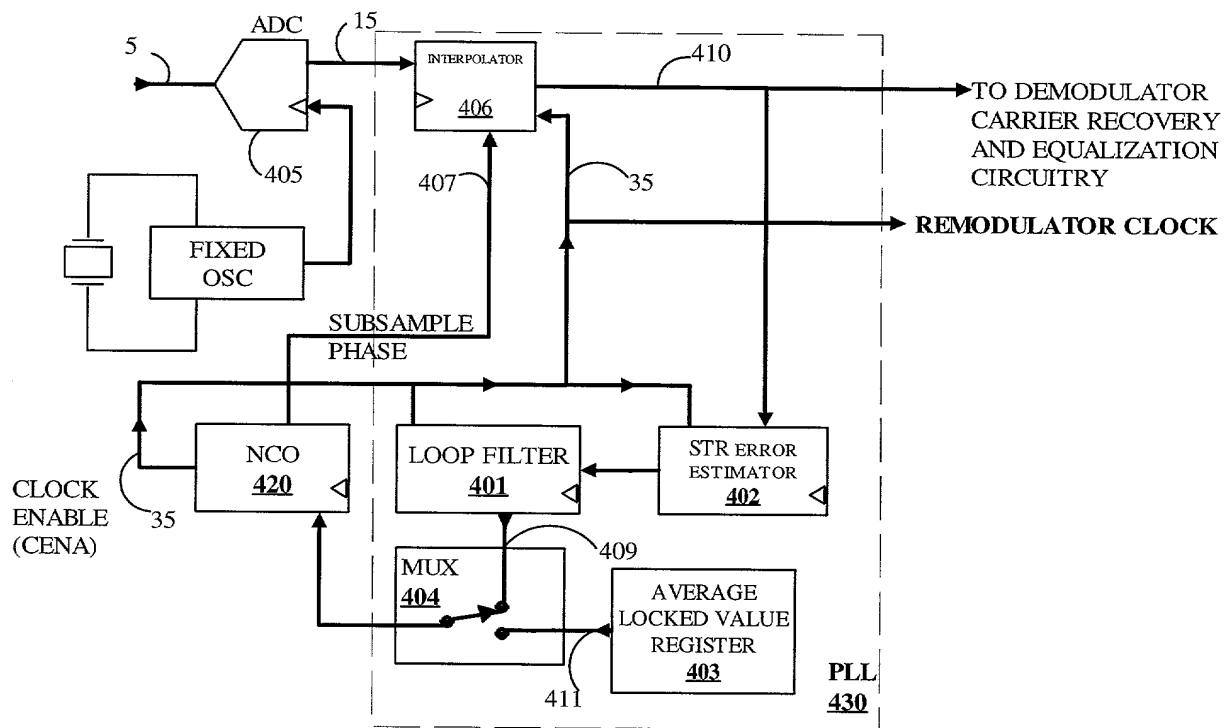 ADC
15
5
INTERPOLATOR
406
410
TO DEMODULATOR
CARRIER RECOVERY
AND EQUALIZATION
CIRCUITRY
405
407
35
REMODULATOR CLOCK
FIXED
OSC
SUBSAMPLE
PHASE
NCO
420
LOOP FILTER
401
STR ERROR
ESTIMATOR
402
CLOCK
ENABLE
(CENA)
35
409
MUX
404
AVERAGE
LOCKED VALUE
REGISTER
403
411
PLL
430